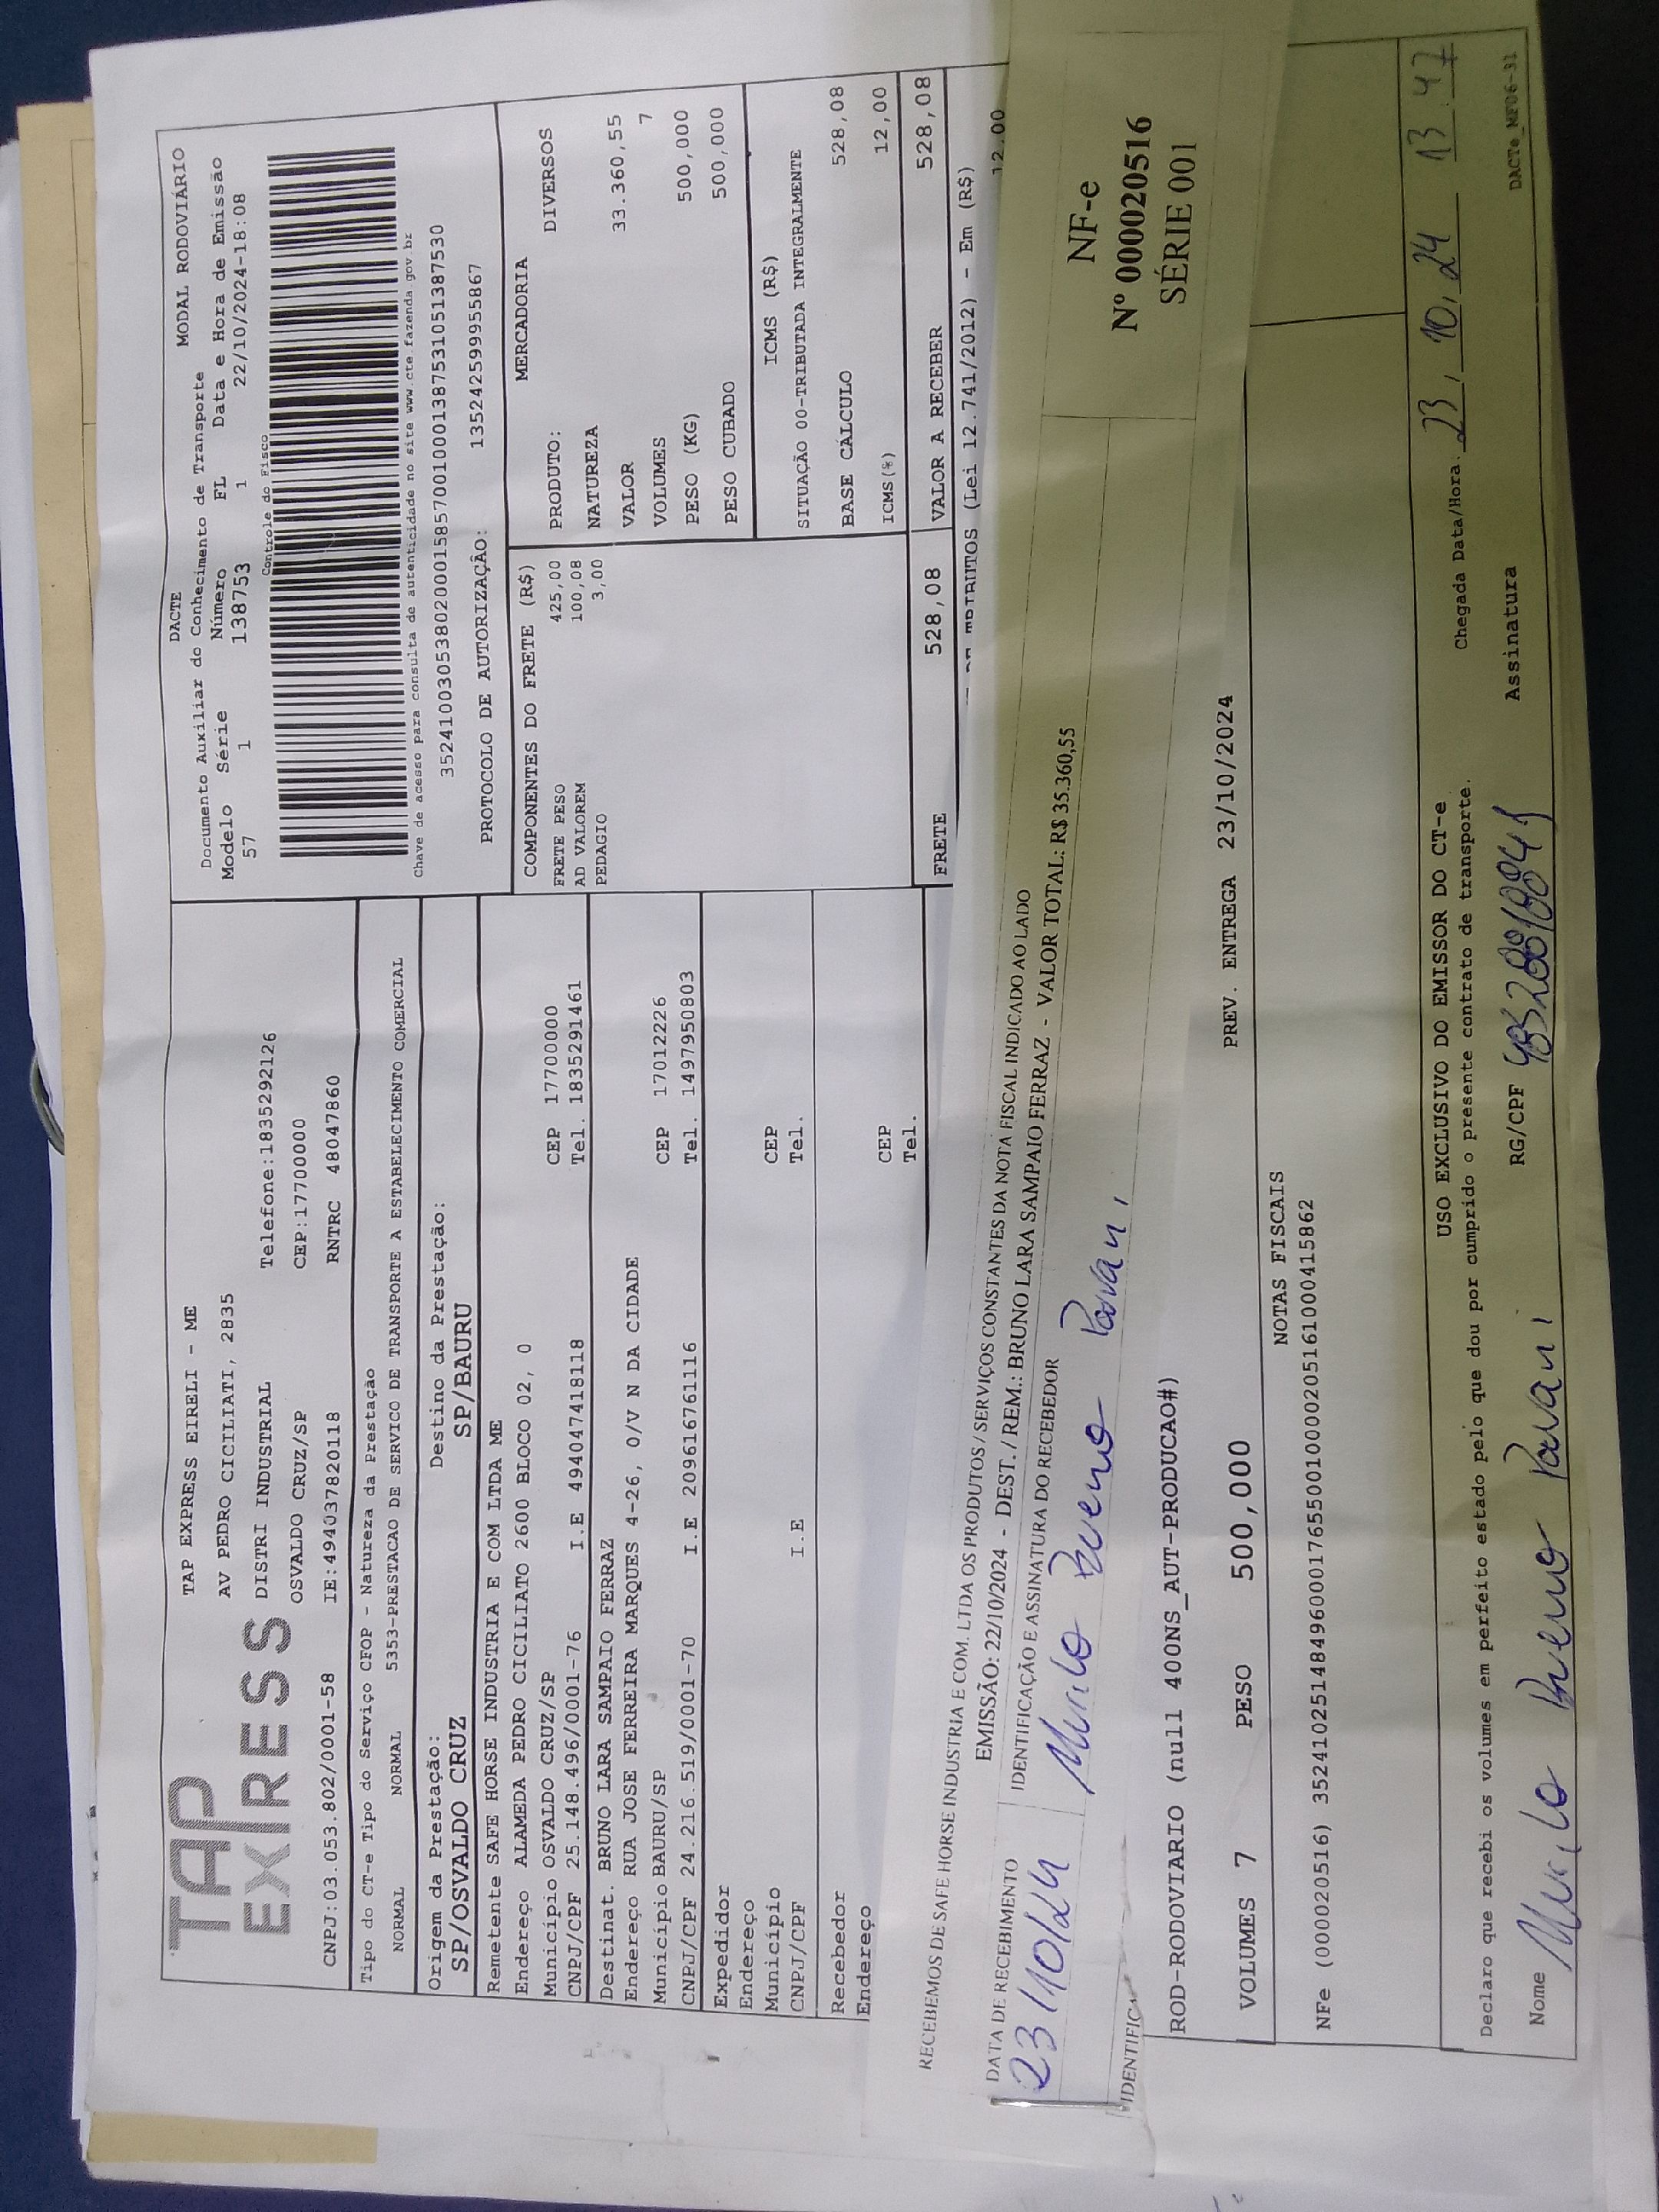 TAP
EXPRESS
TAP EXPRESS EIRELI - ME
AV PEDRO CICILIATI, 2835
DISTRI INDUSTRIAL Telefone:1835292126
OSVALDO CRUZ/SP CEP:17700000
CNPJ:03.053.802/0001-58 IE:494037820118 RNTRC 48047860
Tipo do CT-e Tipo do Serviço CFOP - Natureza da Prestação
NORMAL NORMAL 5353-PRESTACAO DE SERVICO DE TRANSPORTE A ESTABELECIMENTO COMERCIAL
Origem da Prestação: Destino da Prestação:
SP/OSVALDO CRUZ SP/BAURU
Remetente SAFE HORSE INDUSTRIA E COM LTDA ME
Endereço ALAMEDA PEDRO CICILIATO 2600 BLOCO 02, 0
Município OSVALDO CRUZ/SP CEP 17700000
CNPJ/CPF 25.148.496/0001-76 I.E 494047418118 Tel. 1835291461
Destinat. BRUNO LARA SAMPAIO FERRAZ
Endereço RUA JOSE FERREIRA MARQUES 4-26, 0/V N DA CIDADE
Município BAURU/SP CEP 17012226
CNPJ/CPF 24.216.519/0001-70 I.E 209616761116 Tel. 14979950803
Expedidor
Endereço
Município CEP
CNPJ/CPF I.E Tel.
Recebedor
Endereço CEP
Tel.
DACTE MODAL RODOVIÁRIO
Documento Auxiliar do Conhecimento de Transporte
Modelo Série Número FL Data e Hora de Emissão
57 1 138753 1 22/10/2024-18:08
Controle do Fisco
Chave de acesso para consulta de autenticidade no site www.cte.fazenda.gov.br
35241003053802000158570010001387531051387530
PROTOCOLO DE AUTORIZAÇÃO: 135242599955867
COMPONENTES DO FRETE (R$)
FRETE PESO 425,00
AD VALOREM 100,08
PEDAGIO 3,00
MERCADORIA
PRODUTO: DIVERSOS
NATUREZA
VALOR 33.360,55
VOLUMES 7
PESO (KG) 500,000
PESO CUBADO 500,000
ICMS (R$)
SITUAÇÃO 00-TRIBUTADA INTEGRALMENTE
BASE CÁLCULO 528,08
ICMS(%) 12,00
FRETE 528,08 VALOR A RECEBER 528,08
TRIBUTOS (Lei 12.741/2012) - Em (R$) 12,00
RECEBEMOS DE SAFE HORSE INDUSTRIA E COM. LTDA OS PRODUTOS / SERVIÇOS CONSTANTES DA NOTA FISCAL INDICADO AO LADO
EMISSÃO: 22/10/2024 - DEST. / REM.: BRUNO LARA SAMPAIO FERRAZ - VALOR TOTAL: R$ 35.360,55
DATA DE RECEBIMENTO IDENTIFICAÇÃO E ASSINATURA DO RECEBEDOR
23/10/24 Murilo Bueno Pavani
NF-e
Nº 000020516
SÉRIE 001
IDENTIFIC
ROD-RODOVIARIO (null 400NS_AUT-PRODUCAO#)
VOLUMES 7 PESO 500,000 PREV. ENTREGA 23/10/2024
NOTAS FISCAIS
NFe (000020516) 35241025148496000176550010000205161000415862
USO EXCLUSIVO DO EMISSOR DO CT-e
Declaro que recebi os volumes em perfeito estado pelo que dou por cumprido o presente contrato de transporte.
Chegada Data/Hora. 23, 10, 24 13 47
Nome Murilo Bueno Pavani RG/CPF Assinatura
DACTe_MF06-31